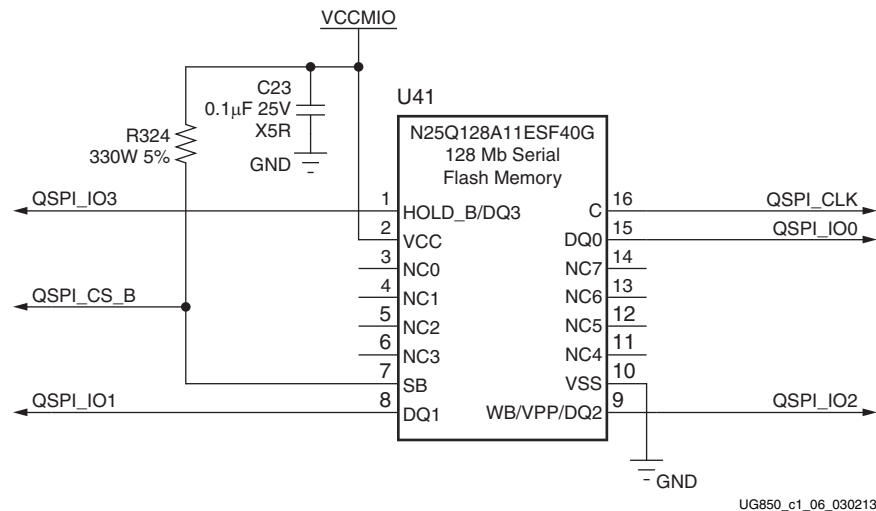 VCCMIO
C23
0.1μF 25V
X5R
GND
R324
330W 5%
U41
N25Q128A11ESF40G
128 Mb Serial
Flash Memory
QSPI_IO3
1
HOLD_B/DQ3
2
VCC
3
NC0
QSPI_CS_B
4
NC1
5
NC2
6
NC3
7
SB
QSPI_IO1
8
DQ1
C
16
QSPI_CLK
DQ0
15
QSPI_IO0
NC7
14
NC6
13
NC5
12
NC4
11
VSS
10
WB/VPP/DQ2
9
QSPI_IO2
GND
UG850_c1_06_030213